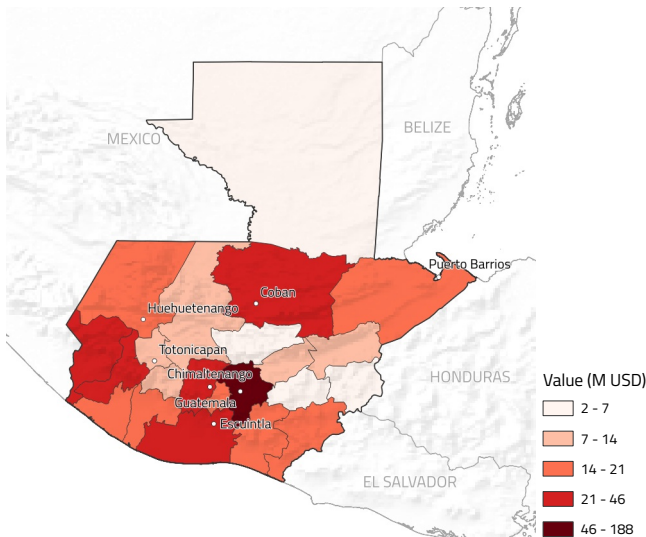 MEXICO
BELIZE
Puerto Barrios
Coban
Huehuetenango
Totonicapan
Chimaltenango
Guatemala
Escuintla
HONDURAS
EL SALVADOR
Value (M USD)
2 - 7
7 - 14
14 - 21
21 - 46
46 - 188